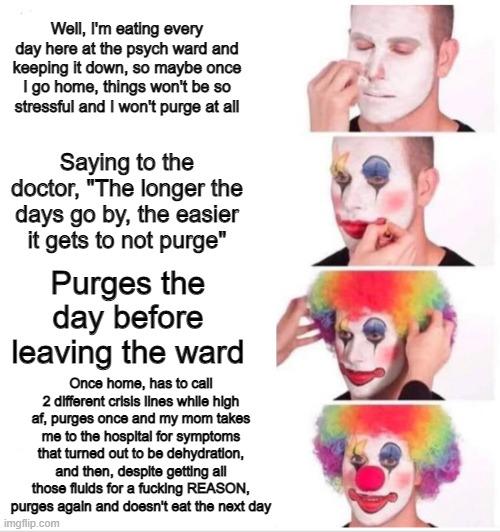 Well, I'm eating every
day here at the psych ward and
keeping it down, so maybe once
I go home, things won't be so
stressful and I won't purge at all
Saying to the
doctor, "The longer the
days go by, the easier
it gets to not purge"
Purges the
day before
leaving the ward
Once home, has to call
2 different crisis lines while high
af, purges once and my mom takes
me to the hospital for symptoms
that turned out to be dehydration,
and then, despite getting all
those fluids for a fucking REASON,
purges again and doesn't eat the next day
imgflip.com